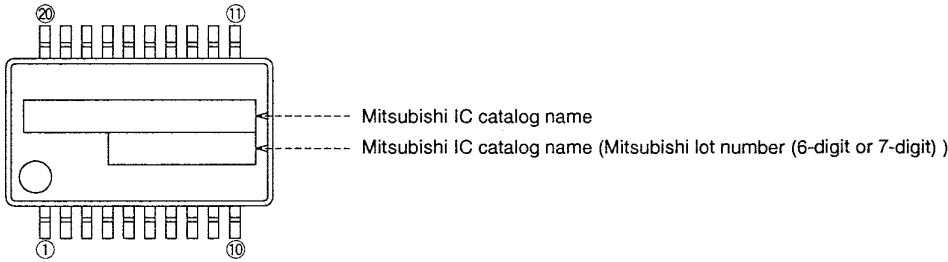 ⑳ ⑪
Mitsubishi IC catalog name
Mitsubishi IC catalog name (Mitsubishi lot number (6-digit or 7-digit) )
① ⑩